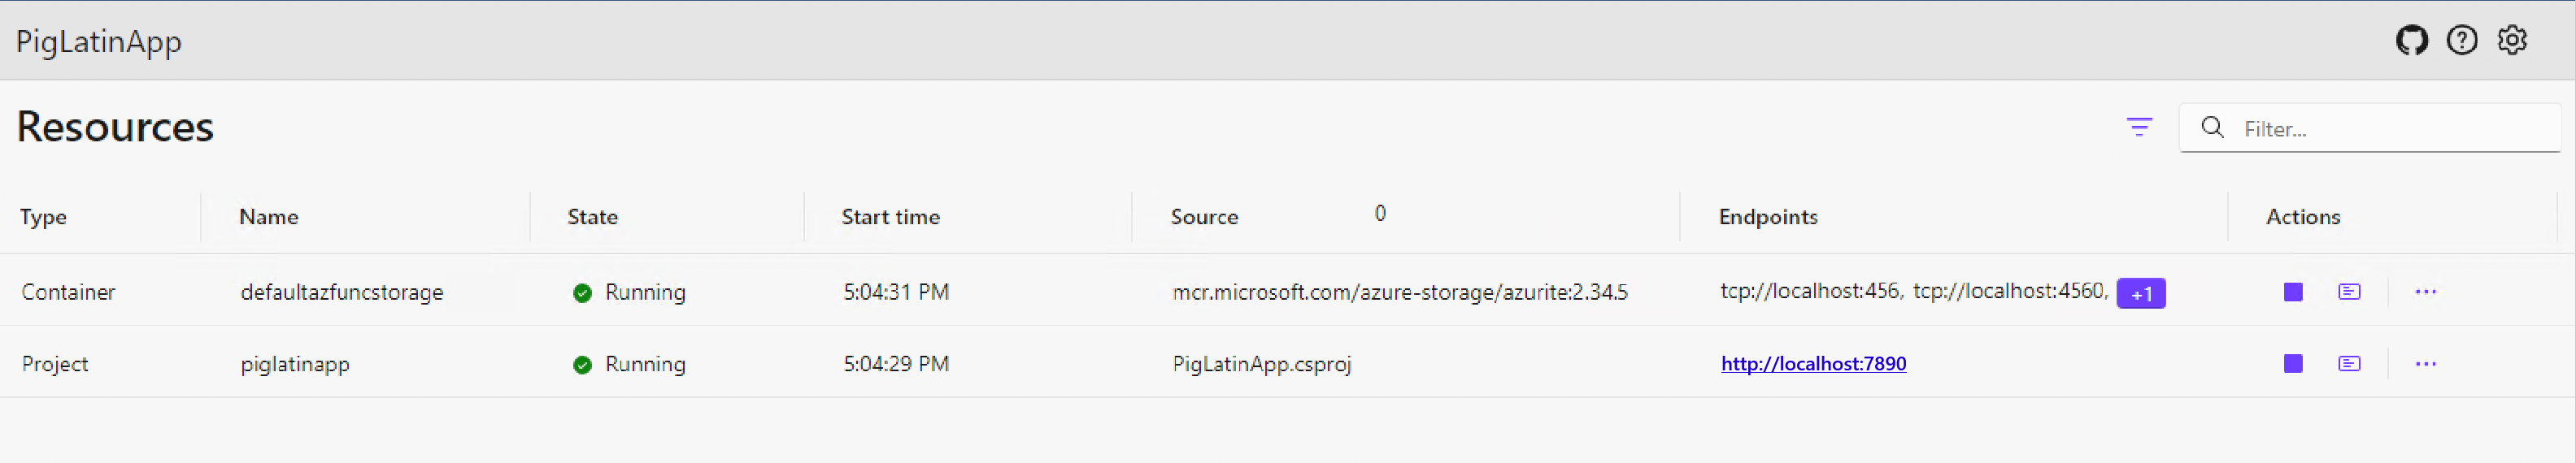 PigLatinApp
Resources
Filter...
Type Name State Start time Source 0 Endpoints Actions
Container defaultazfuncstorage Running 5:04:31 PM mcr.microsoft.com/azure-storage/azurite:2.34.5 tcp://localhost:456, tcp://localhost:4560, +1
Project piglatinapp Running 5:04:29 PM PigLatinApp.csproj http://localhost:7890